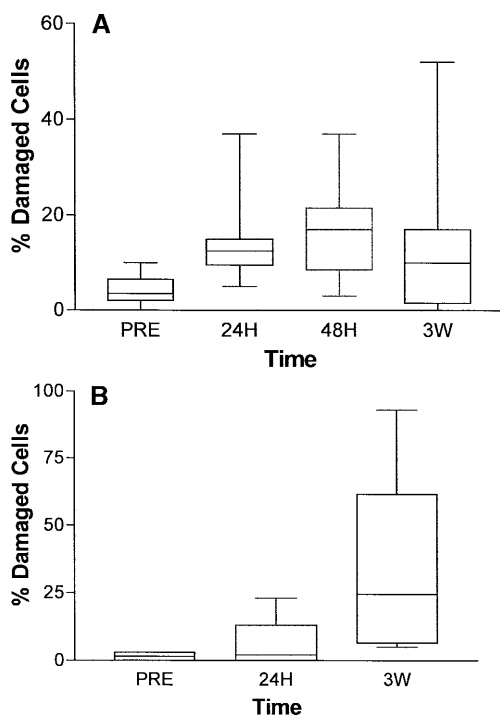 A
60
40
20
0
% Damaged Cells
PRE 24H 48H 3W
Time
B
100
75
50
25
0
% Damaged Cells
PRE 24H 3W
Time